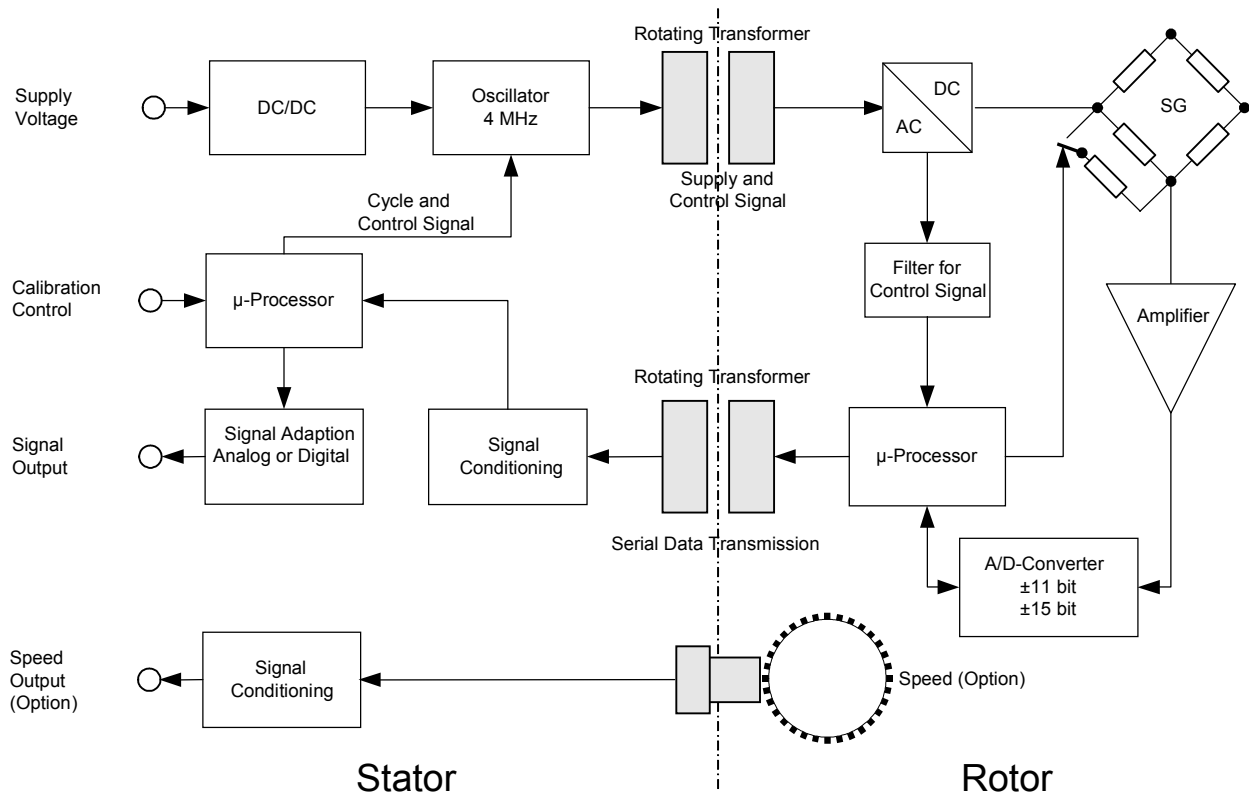 Rotating Transformer
Supply
Voltage
DC/DC
Oscillator
4 MHz
DC
AC
SG
Supply and
Control Signal
Cycle and
Control Signal
Calibration
Control
µ-Processor
Filter for
Control Signal
Amplifier
Rotating Transformer
Signal
Output
Signal Adaption
Analog or Digital
Signal
Conditioning
µ-Processor
Serial Data Transmission
A/D-Converter
±11 bit
±15 bit
Speed
Output
(Option)
Signal
Conditioning
Speed (Option)
Stator
Rotor